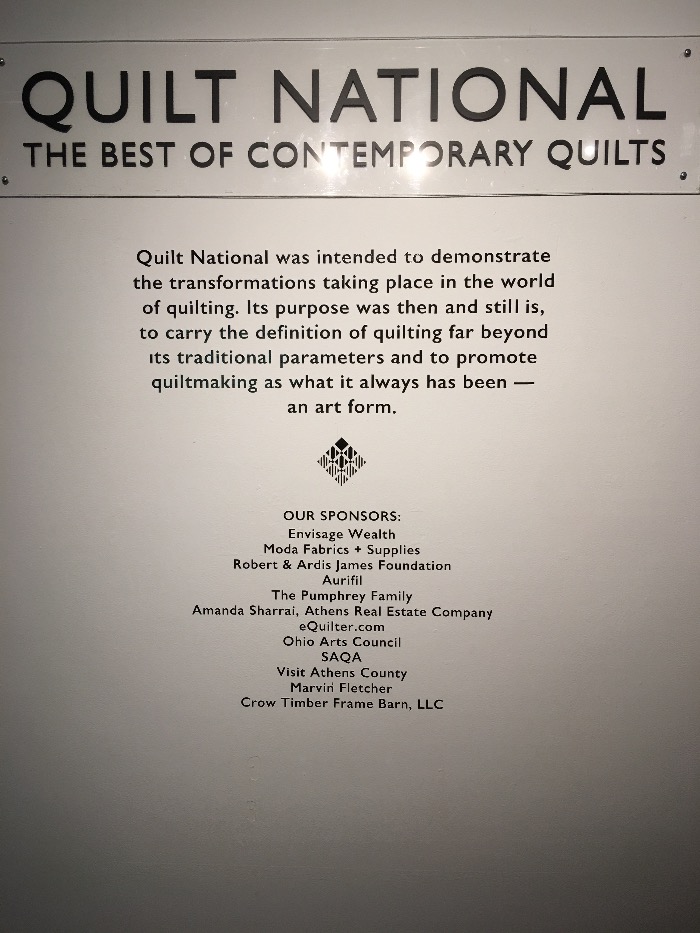 QUILT NATIONAL
THE BEST OF CONTEMPORARY QUILTS
Quilt National was intended to demonstrate
the transformations taking place in the world
of quilting. Its purpose was then and still is,
to carry the definition of quilting far beyond
its traditional parameters and to promote
quiltmaking as what it always has been —
an art form.
OUR SPONSORS:
Envisage Wealth
Moda Fabrics + Supplies
Robert & Ardis James Foundation
Aurifil
The Pumphrey Family
Amanda Sharrai, Athens Real Estate Company
eQuilter.com
Ohio Arts Council
SAQA
Visit Athens County
Marvin Fletcher
Crow Timber Frame Barn, LLC